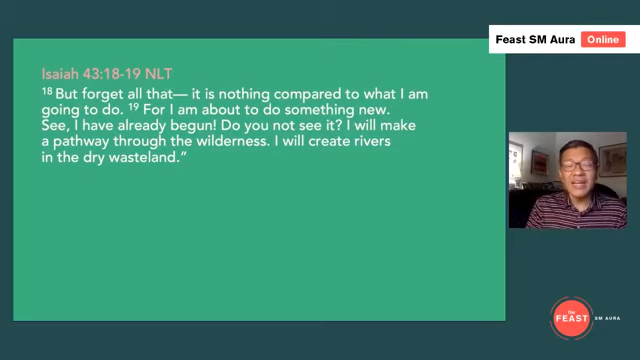 Feast SM Aura Online
Isaiah 43:18-19 NLT
18 But forget all that— it is nothing compared to what I am
going to do. 19 For I am about to do something new.
See, I have already begun! Do you not see it? I will make
a pathway through the wilderness. I will create rivers
in the dry wasteland.”
the
FEAST
SM AURA